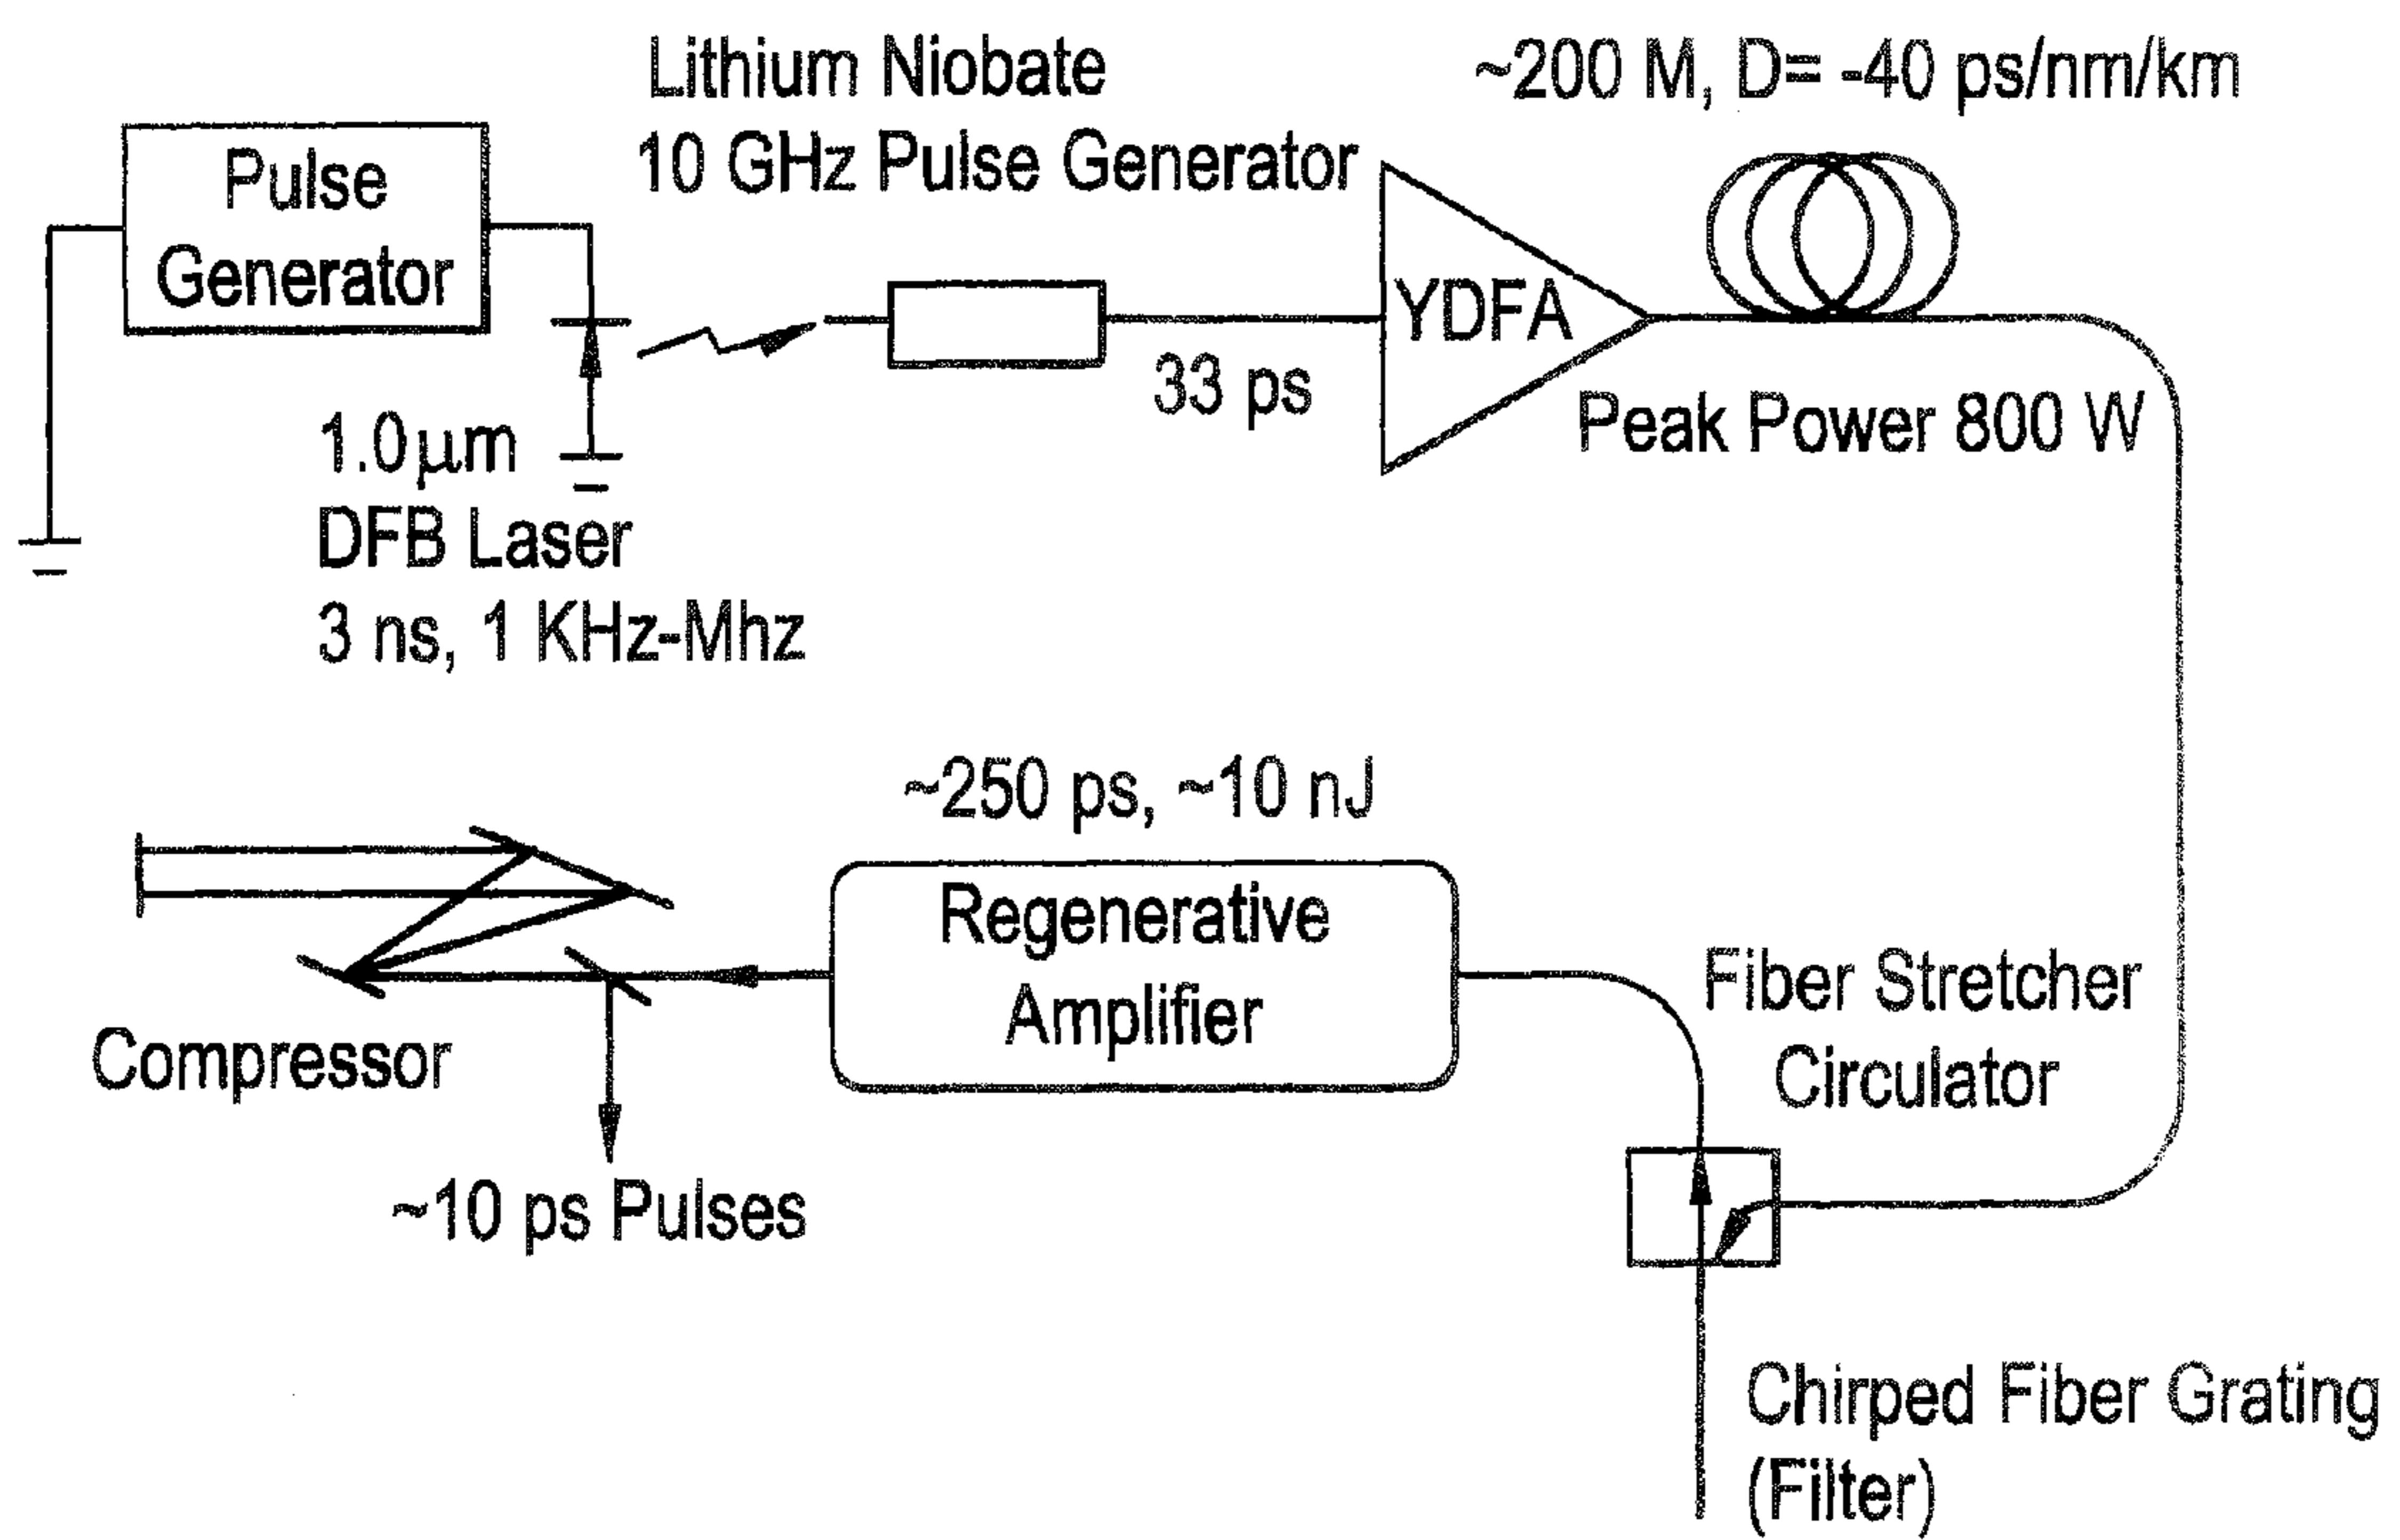 Lithium Niobate
10 GHz Pulse Generator
~200 M, D= -40 ps/nm/km
Pulse
Generator
YDFA
33 ps
Peak Power 800 W
1.0μm
DFB Laser
3 ns, 1 KHz-Mhz
~250 ps, ~10 nJ
Regenerative
Amplifier
Fiber Stretcher
Circulator
Compressor
~10 ps Pulses
Chirped Fiber Grating
(Filter)